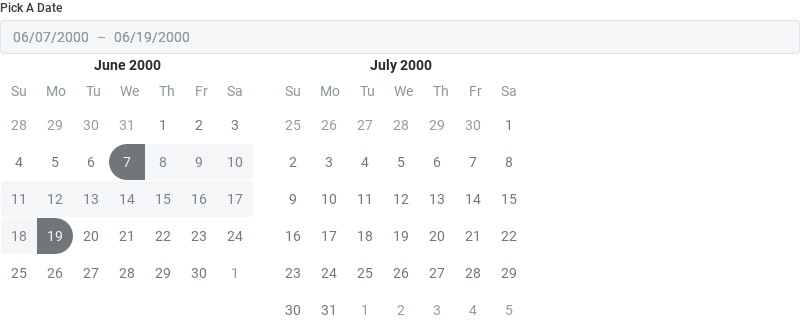 Pick A Date
06/07/2000 – 06/19/2000
June 2000
Su Mo Tu We Th Fr Sa
28 29 30 31 1 2 3
4 5 6 7 8 9 10
11 12 13 14 15 16 17
18 19 20 21 22 23 24
25 26 27 28 29 30 1
July 2000
Su Mo Tu We Th Fr Sa
25 26 27 28 29 30 1
2 3 4 5 6 7 8
9 10 11 12 13 14 15
16 17 18 19 20 21 22
23 24 25 26 27 28 29
30 31 1 2 3 4 5